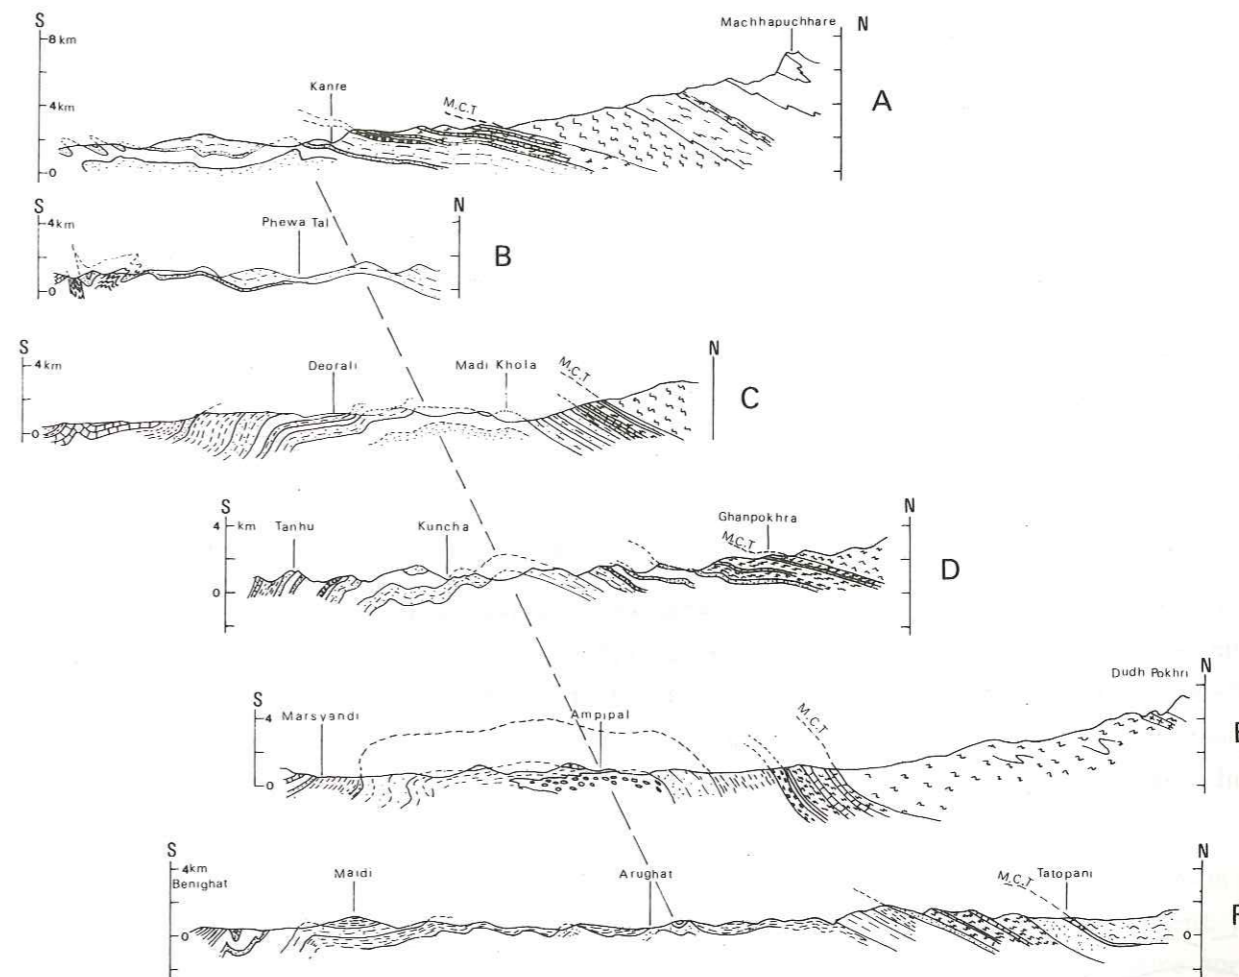 S
Machhapuchhare
N
8 km
Kanre
A
M.C.T
4km
0
S
N
4km
Phewa Tal
B
0
S
N
4km
Deorali
Madi Khola
M.C.T
C
0
S
N
4 km
Tanhu
Kuncha
Ghanpokhra
M.C.T
D
0
Dudh Pokhri
N
S
4
Marsyandi
Ampipal
M.C.T
0
S
N
4km
Benighat
Maidi
Arughat
M.C.T
Tatopani
0
0